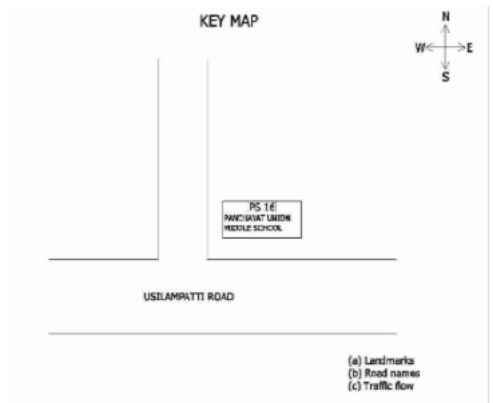 KEY MAP
N
W E
S
PS 16
PANCHAYAT UNION
MIDDLE SCHOOL
USILAMPATTI ROAD
(a) Landmarks
(b) Road names
(c) Traffic flow